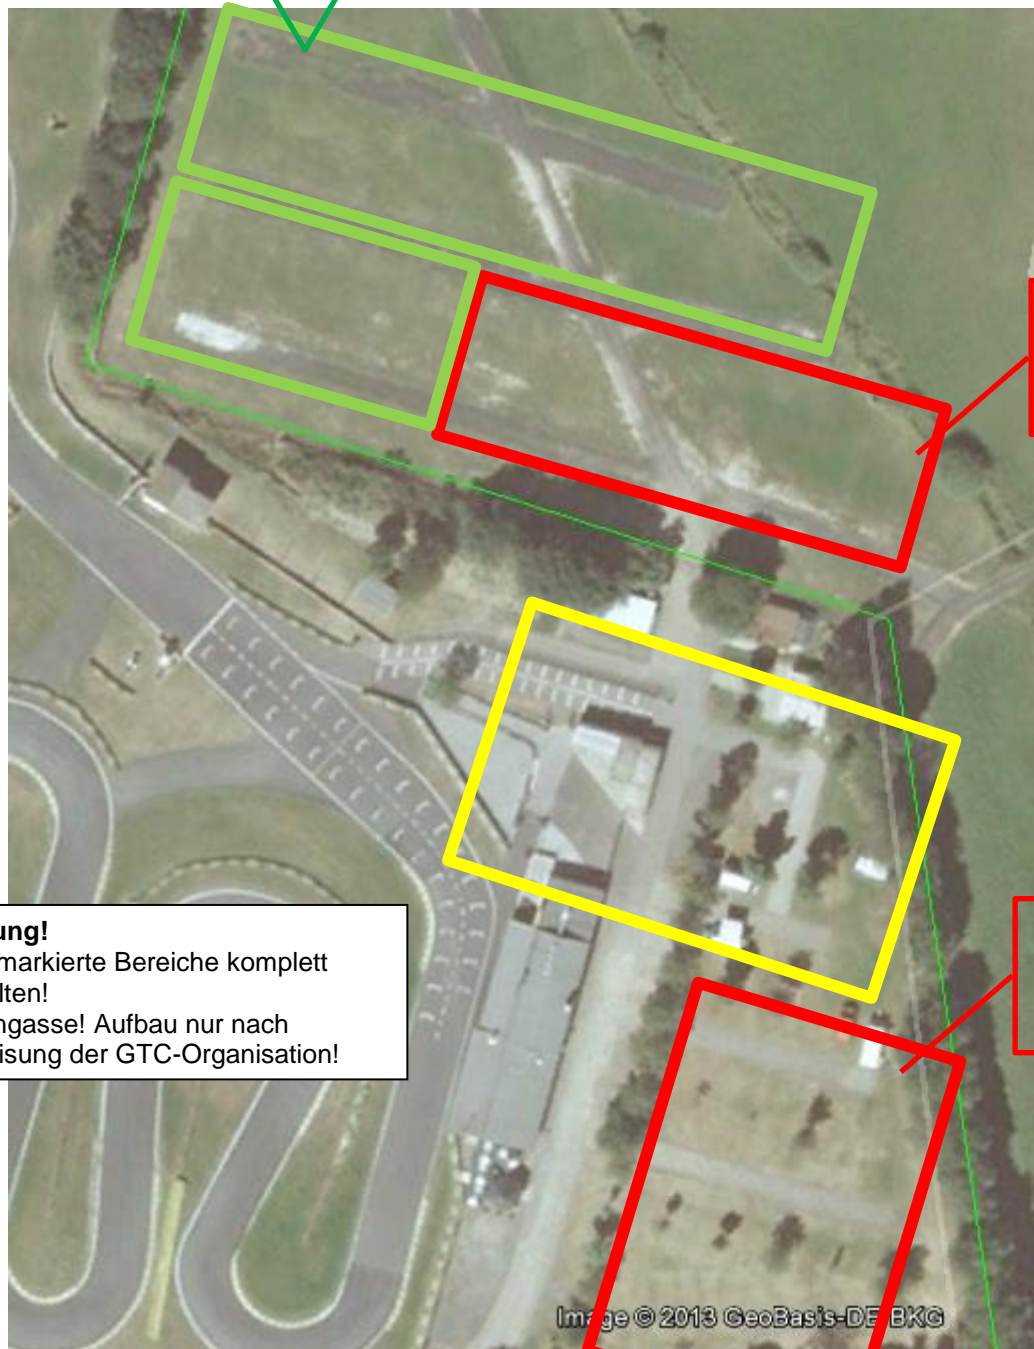 ung!
markierte Bereiche komplett
lten!
ngasse! Aufbau nur nach
isung der GTC-Organisation!
Image © 2013 GeoBasis-DE/BKG